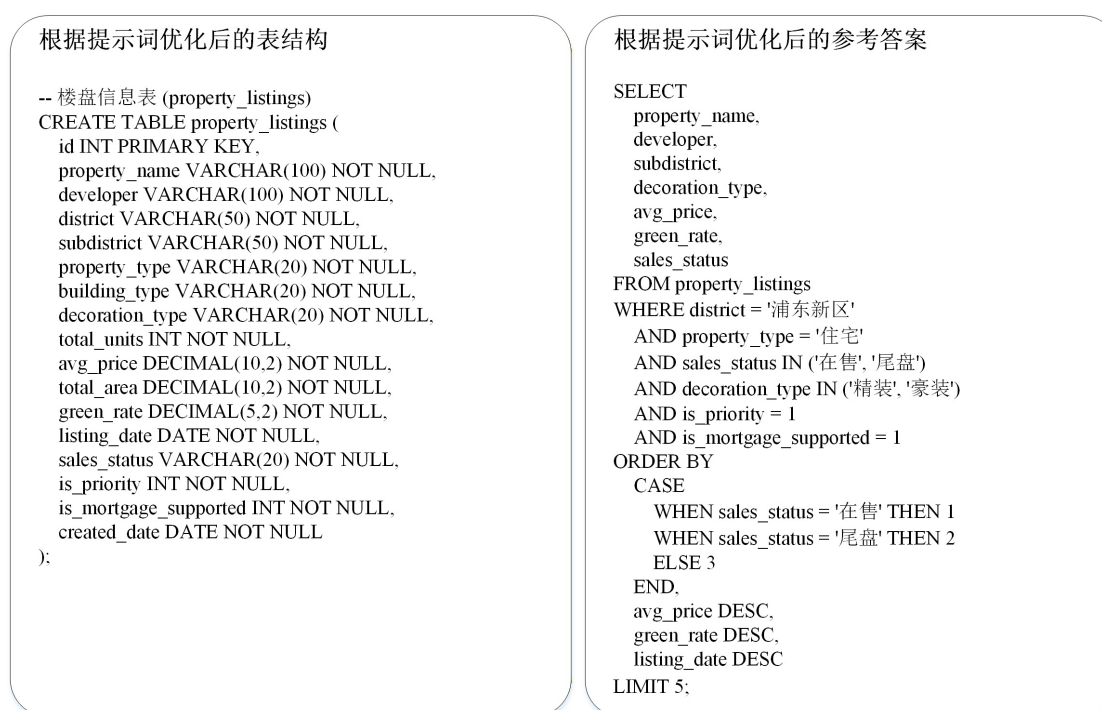 根据提示词优化后的表结构
-- 楼盘信息表 (property_listings)
CREATE TABLE property_listings (
id INT PRIMARY KEY,
property_name VARCHAR(100) NOT NULL,
developer VARCHAR(100) NOT NULL,
district VARCHAR(50) NOT NULL,
subdistrict VARCHAR(50) NOT NULL,
property_type VARCHAR(20) NOT NULL,
building_type VARCHAR(20) NOT NULL,
decoration_type VARCHAR(20) NOT NULL,
total_units INT NOT NULL,
avg_price DECIMAL(10,2) NOT NULL,
total_area DECIMAL(10,2) NOT NULL,
green_rate DECIMAL(5,2) NOT NULL,
listing_date DATE NOT NULL,
sales_status VARCHAR(20) NOT NULL,
is_priority INT NOT NULL,
is_mortgage_supported INT NOT NULL,
created_date DATE NOT NULL
);
根据提示词优化后的参考答案
SELECT
property_name,
developer,
subdistrict,
decoration_type,
avg_price,
green_rate,
sales_status
FROM property_listings
WHERE district = '浦东新区'
AND property_type = '住宅'
AND sales_status IN ('在售', '尾盘')
AND decoration_type IN ('精装', '豪装')
AND is_priority = 1
AND is_mortgage_supported = 1
ORDER BY
CASE
WHEN sales_status = '在售' THEN 1
WHEN sales_status = '尾盘' THEN 2
ELSE 3
END,
avg_price DESC,
green_rate DESC,
listing_date DESC
LIMIT 5;